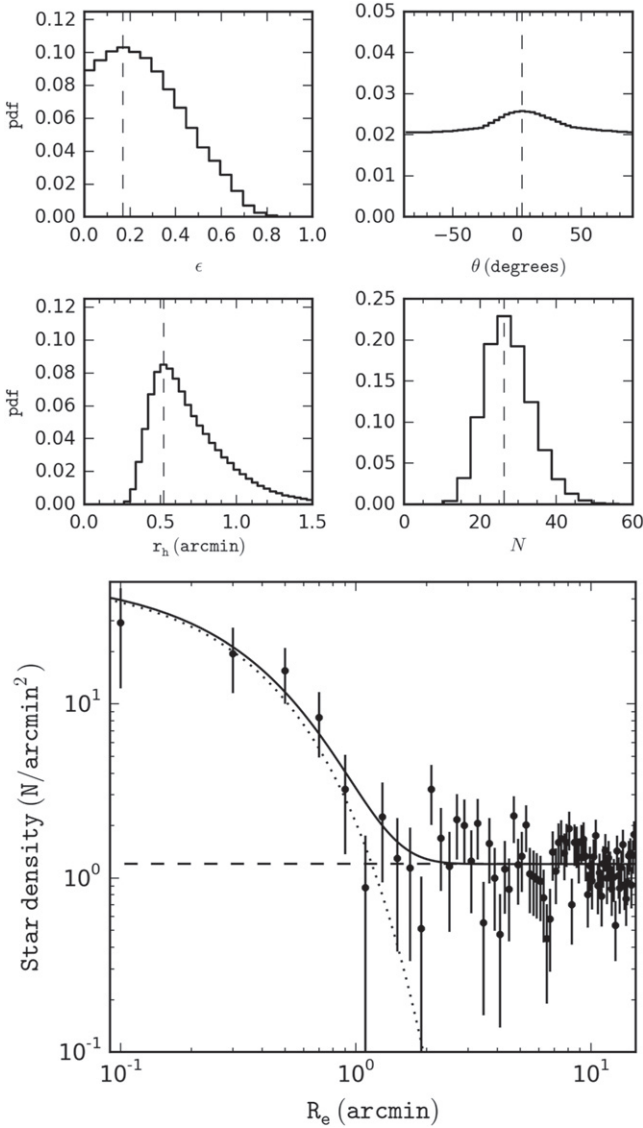 pdf
0.12
0.10
0.08
0.06
0.04
0.02
0.00
0.0 0.2 0.4 0.6 0.8 1.0
ϵ
0.05
0.04
0.03
0.02
0.01
0.00
−50 0 50
θ (degrees)
pdf
0.12
0.10
0.08
0.06
0.04
0.02
0.00
0.0 0.5 1.0 1.5
r_h (arcmin)
0.25
0.20
0.15
0.10
0.05
0.00
0 20 40 60
N
Star density (N/arcmin²)
10¹
10⁰
10⁻¹
10⁻¹ 10⁰ 10¹
R_e (arcmin)